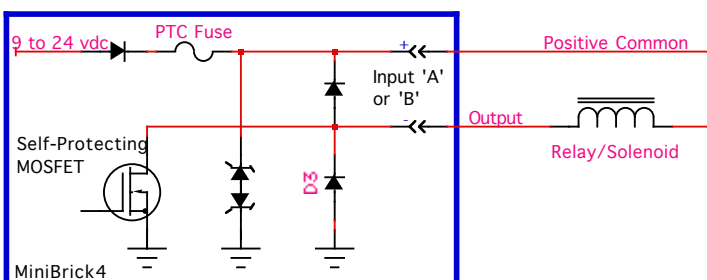 9 to 24 vdc
PTC Fuse
+
Positive Common
Input 'A'
or 'B'
-
Output
Self-Protecting
MOSFET
D3
Relay/Solenoid
MiniBrick4